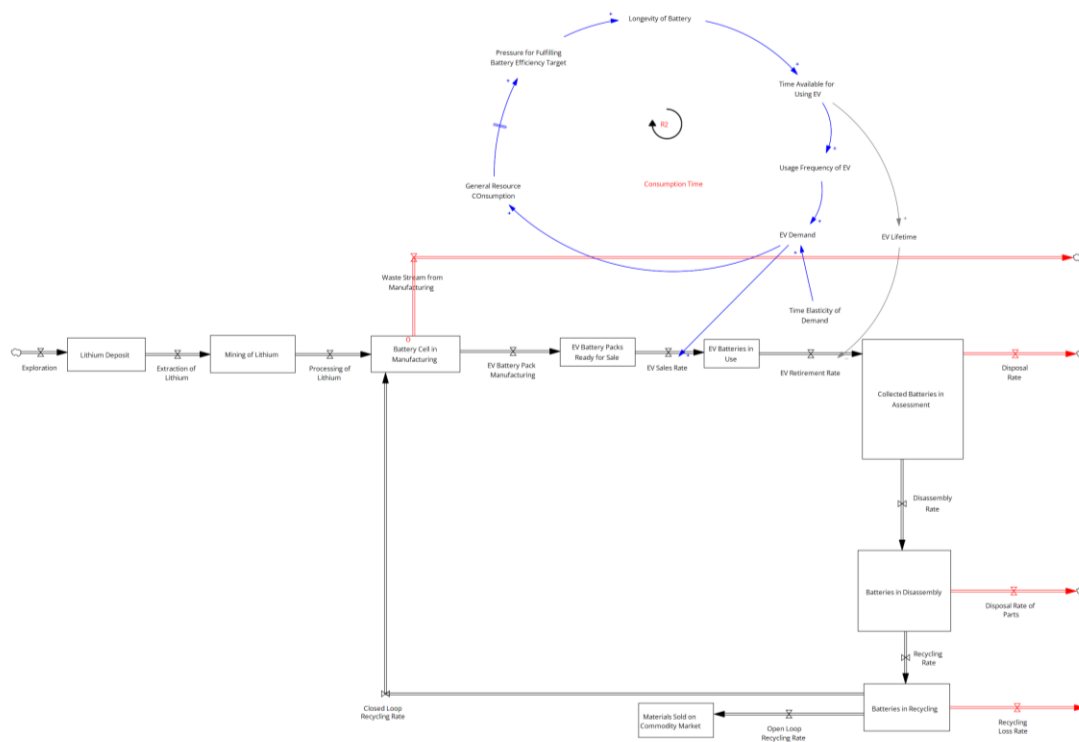 Longevity of Battery
Pressure for Fulfilling
Battery Efficiency Target
Time Available for
Using EV
R2
Usage Frequency of EV
Consumption Time
General Resource
COnsumption
EV Demand
EV Lifetime
Waste Stream from
Manufacturing
Time Elasticity of
Demand
Exploration
Lithium Deposit
Extraction of
Lithium
Mining of Lithium
Processing of
Lithium
Battery Cell in
Manufacturing
EV Battery Pack
Manufacturing
EV Battery Packs
Ready for Sale
EV Sales Rate
EV Batteries in
Use
EV Retirement Rate
Collected Batteries in
Assessment
Disposal
Rate
Disassembly
Rate
Batteries in Disassembly
Disposal Rate of
Parts
Recycling
Rate
Closed Loop
Recycling Rate
Materials Sold on
Commodity Market
Open Loop
Recycling Rate
Batteries in Recycling
Recycling
Loss Rate